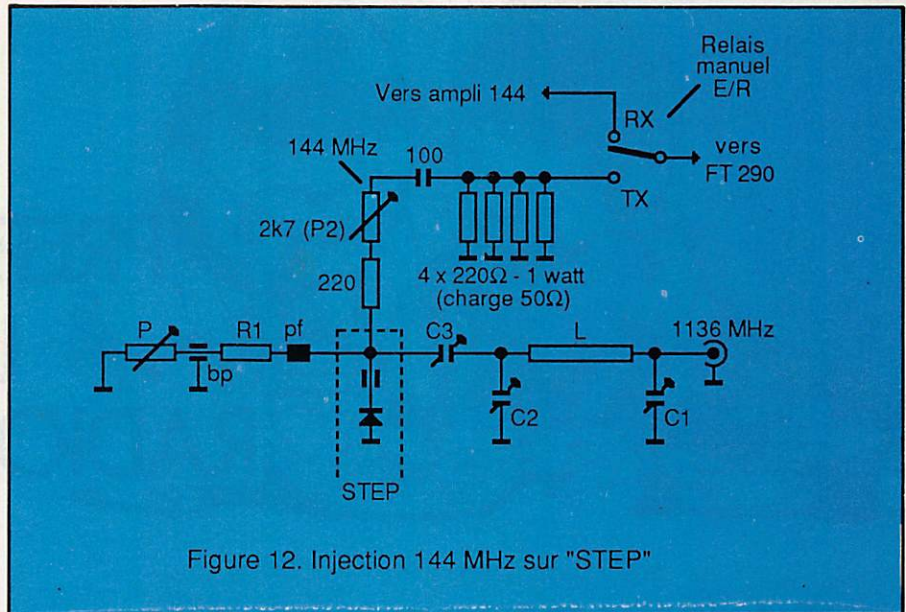 Relais
manuel
E/R
Vers ampli 144
RX
144 MHz
100
vers
FT 290
TX
2k7 (P2)
220
4 x 220Ω - 1 watt
(charge 50Ω)
P
R1
pf
C3
L
1136 MHz
bp
C2
C1
STEP
Figure 12. Injection 144 MHz sur "STEP"